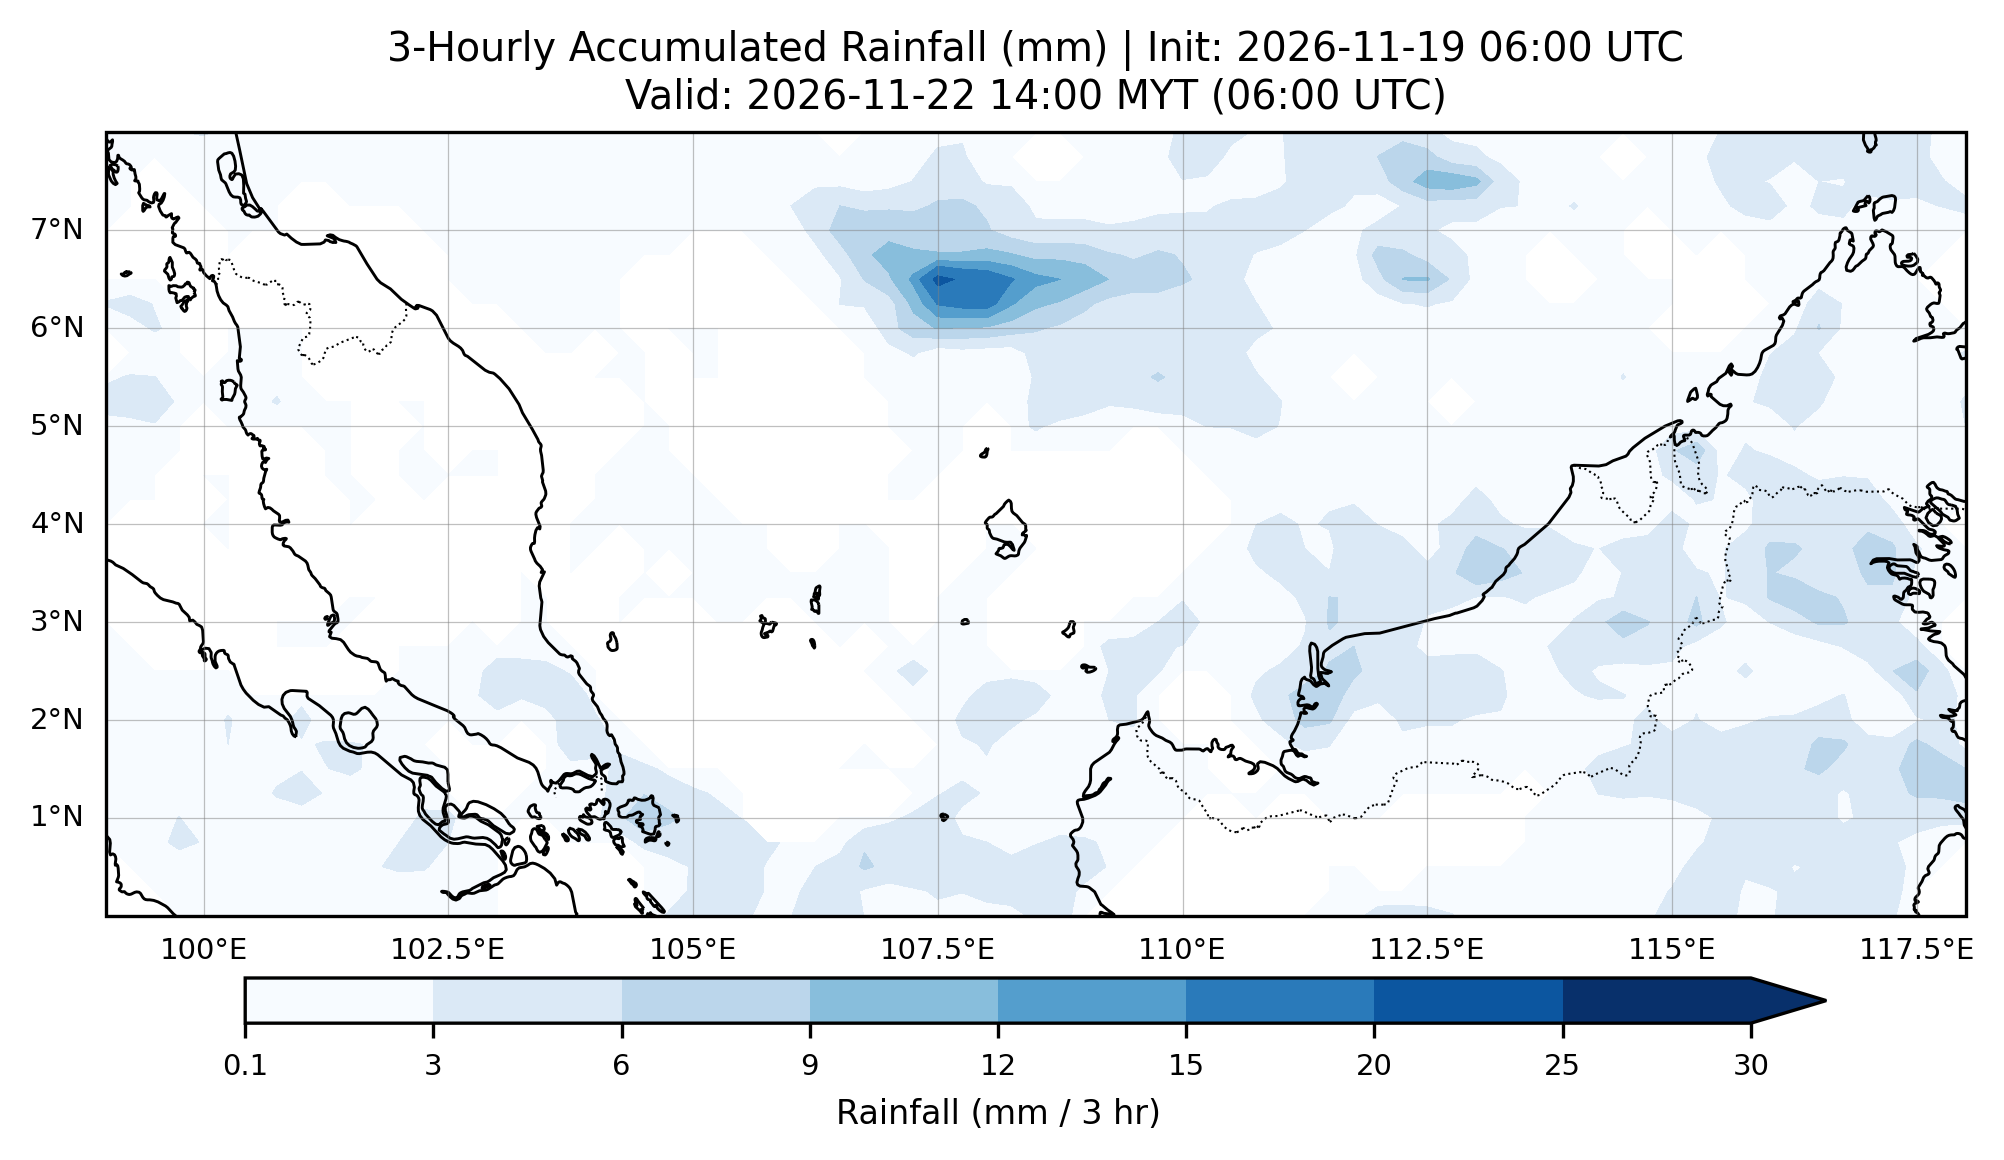 3-Hourly Accumulated Rainfall (mm) | Init: 2026-11-19 06:00 UTC
Valid: 2026-11-22 14:00 MYT (06:00 UTC)
7°N
6°N
5°N
4°N
3°N
2°N
1°N
100°E 102.5°E 105°E 107.5°E 110°E 112.5°E 115°E 117.5°E
0.1 3 6 9 12 15 20 25 30
Rainfall (mm / 3 hr)